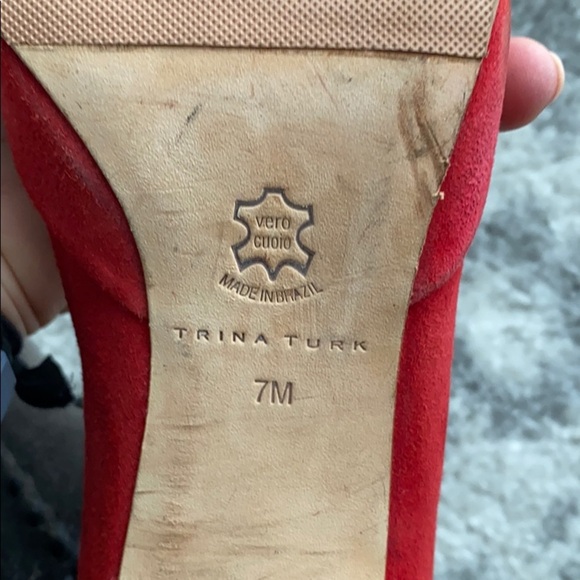 vero
cuoio
MADE IN BRAZIL
TRINA TURK
7M